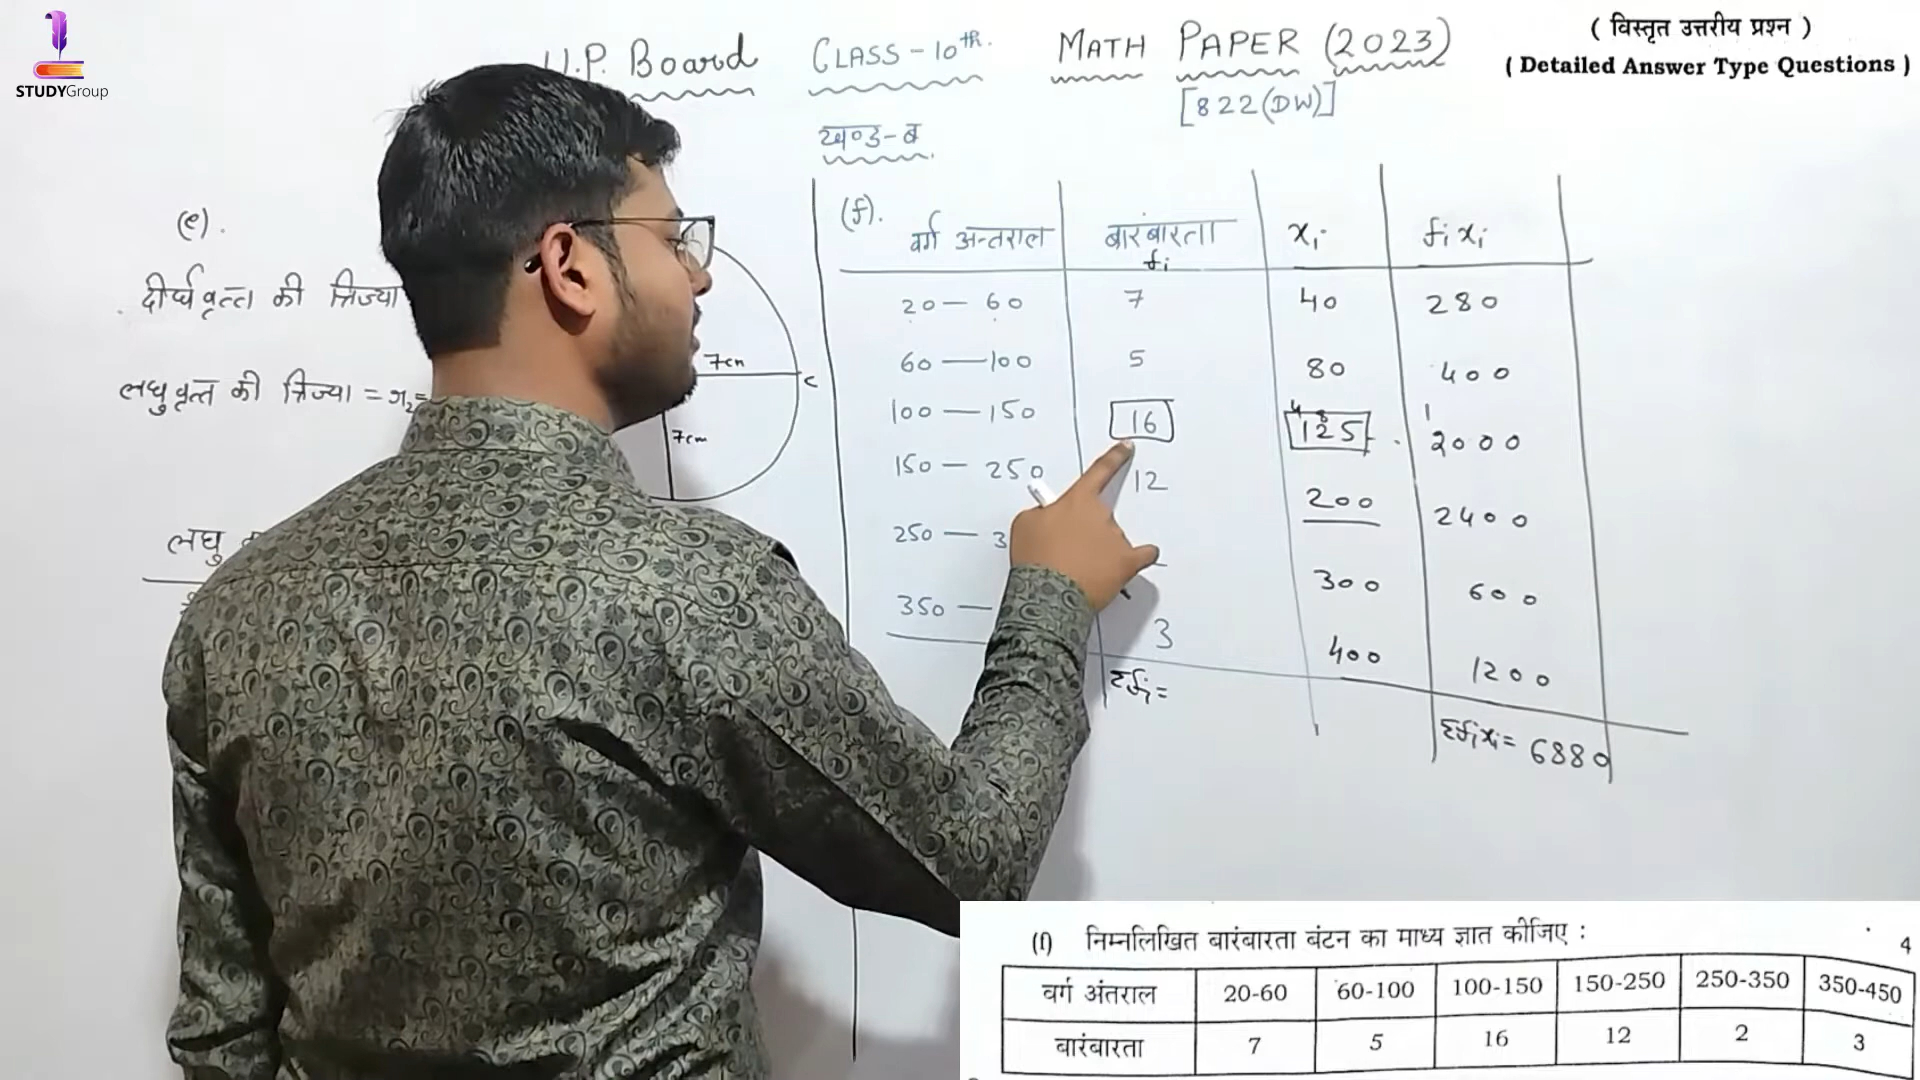 STUDYGroup
U.P. Board CLASS-10th. MATH PAPER (2023)
[822(DW)]
( विस्तृत उत्तरीय प्रश्न )
( Detailed Answer Type Questions )
खण्ड-ब
(e).
दीर्घवृत्त की त्रिज्या
लघुवृत्त की त्रिज्या = r₂=
लघु
7cm
C
7cm
(f).
वर्ग अन्तराल बारंबारता fi xi fixi
20 — 60 7 40 280
60 — 100 5 80 400
100 — 150 16 125 2000
150 — 250 12 200 2400
250 — 3 300 600
350 — 3 400 1200
Σfi = Σfixi = 6880
(f) निम्नलिखित बारंबारता बंटन का माध्य ज्ञात कीजिए : 4
वर्ग अंतराल 20-60 60-100 100-150 150-250 250-350 350-450
बारंबारता 7 5 16 12 2 3